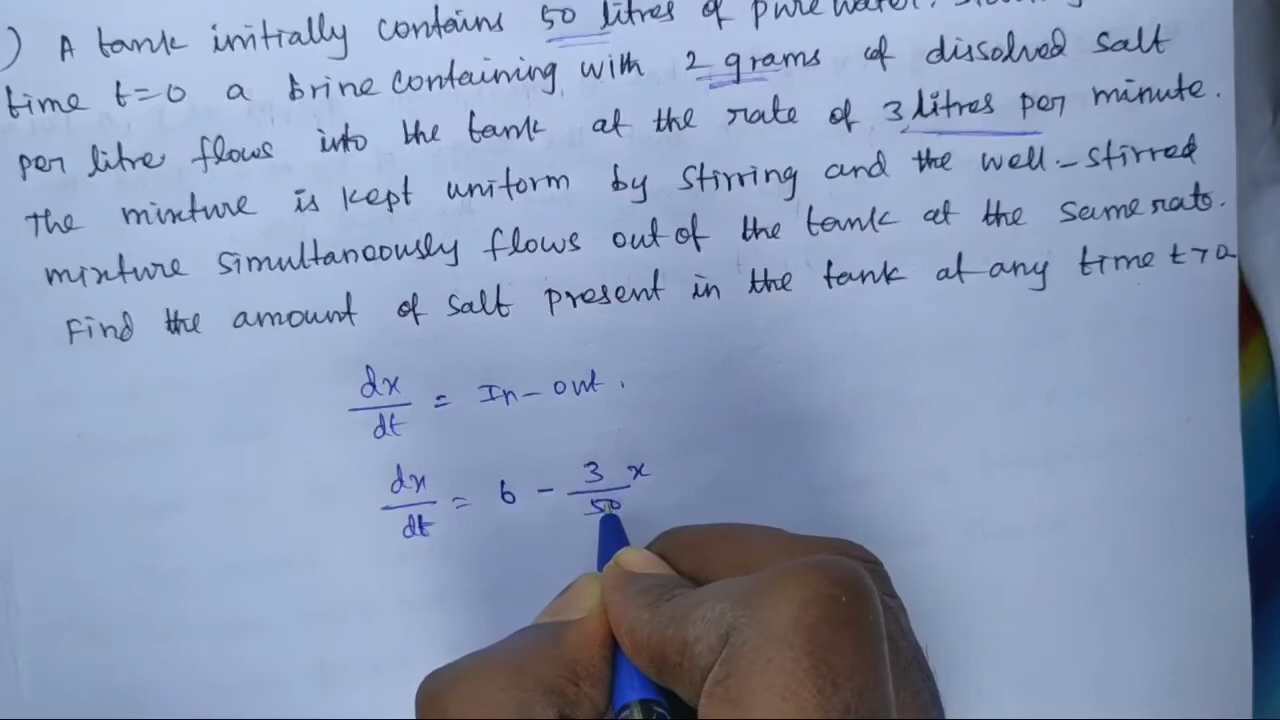 ) A tank initially contains 50 litres of pure water.
time t=0 a brine containing with 2 grams of dissolved salt
per litre flows into the tank at the rate of 3 litres per minute.
The mixture is kept uniform by stirring and the well-stirred
mixture simultaneously flows out of the tank at the same rate.
Find the amount of salt present in the tank at any time t>0
dx/dt = In - out.
dx/dt = 6 - 3/50 x